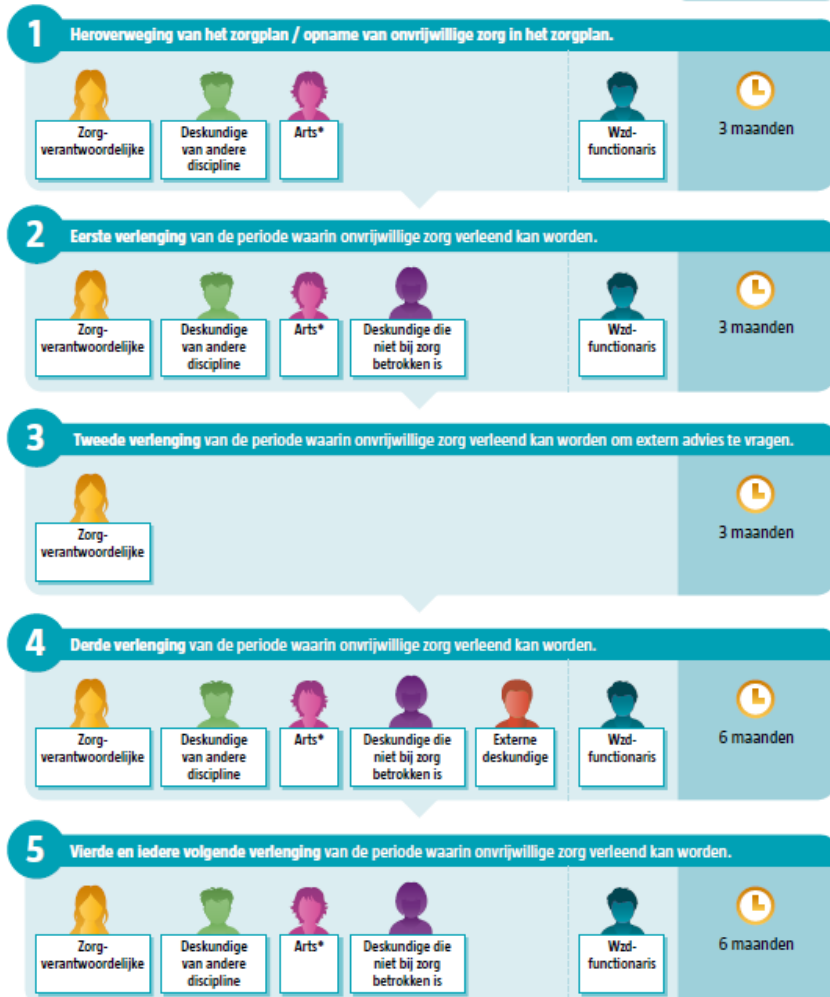 1
Heroverweging van het zorgplan / opname van onvrijwillige zorg in het zorgplan.
Zorg-
verantwoordelijke
Deskundige
van andere
discipline
Arts*
Wzd-
functionaris
3 maanden
2
Eerste verlenging van de periode waarin onvrijwillige zorg verleend kan worden.
Zorg-
verantwoordelijke
Deskundige
van andere
discipline
Arts*
Deskundige die
niet bij zorg
betrokken is
Wzd-
functionaris
3 maanden
3
Tweede verlenging van de periode waarin onvrijwillige zorg verleend kan worden om extern advies te vragen.
Zorg-
verantwoordelijke
3 maanden
4
Derde verlenging van de periode waarin onvrijwillige zorg verleend kan worden.
Zorg-
verantwoordelijke
Deskundige
van andere
discipline
Arts*
Deskundige die
niet bij zorg
betrokken is
Externe
deskundige
Wzd-
functionaris
6 maanden
5
Vierde en iedere volgende verlenging van de periode waarin onvrijwillige zorg verleend kan worden.
Zorg-
verantwoordelijke
Deskundige
van andere
discipline
Arts*
Deskundige die
niet bij zorg
betrokken is
Wzd-
functionaris
6 maanden